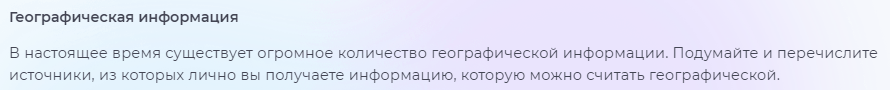 Географическая информация
В настоящее время существует огромное количество географической информации. Подумайте и перечислите
источники, из которых лично вы получаете информацию, которую можно считать географической.